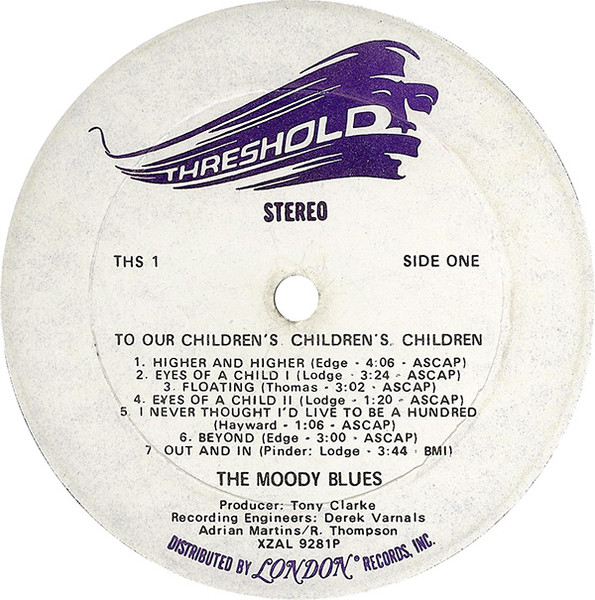 THRESHOLD
STEREO
THS 1 SIDE ONE
TO OUR CHILDREN'S, CHILDREN'S, CHILDREN
1. HIGHER AND HIGHER (Edge - 4:06 - ASCAP)
2. EYES OF A CHILD I (Lodge - 3:24 - ASCAP)
3. FLOATING (Thomas - 3:02 - ASCAP)
4. EYES OF A CHILD II (Lodge - 1:20 - ASCAP)
5. I NEVER THOUGHT I'D LIVE TO BE A HUNDRED
(Hayward - 1:06 - ASCAP)
6. BEYOND (Edge - 3:00 - ASCAP)
7 OUT AND IN (Pinder: Lodge - 3:44 - BMI)
THE MOODY BLUES
Producer: Tony Clarke
Recording Engineers: Derek Varnals
Adrian Martins/R. Thompson
XZAL 9281P
DISTRIBUTED BY LONDON® RECORDS, INC.